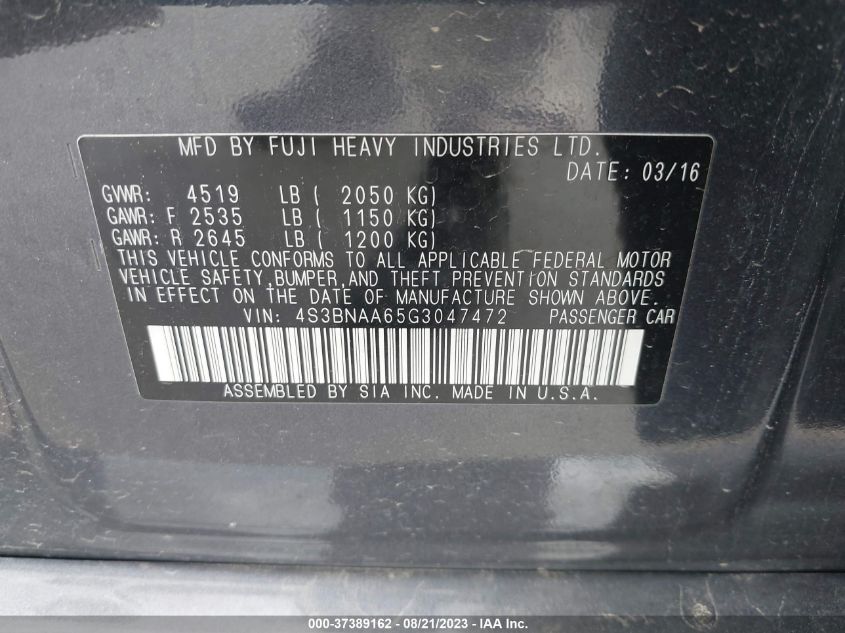 MFD BY FUJI HEAVY INDUSTRIES LTD.
DATE: 03/16
GVWR: 4519 LB ( 2050 KG)
GAWR: F 2535 LB ( 1150 KG)
GAWR: R 2645 LB ( 1200 KG)
THIS VEHICLE CONFORMS TO ALL APPLICABLE FEDERAL MOTOR
VEHICLE SAFETY,BUMPER,AND THEFT PREVENTION STANDARDS
IN EFFECT ON THE DATE OF MANUFACTURE SHOWN ABOVE.
VIN: 4S3BNAA65G3047472 PASSENGER CAR
ASSEMBLED BY SIA INC. MADE IN U.S.A.
000-37389162 - 08/21/2023 - IAA Inc.